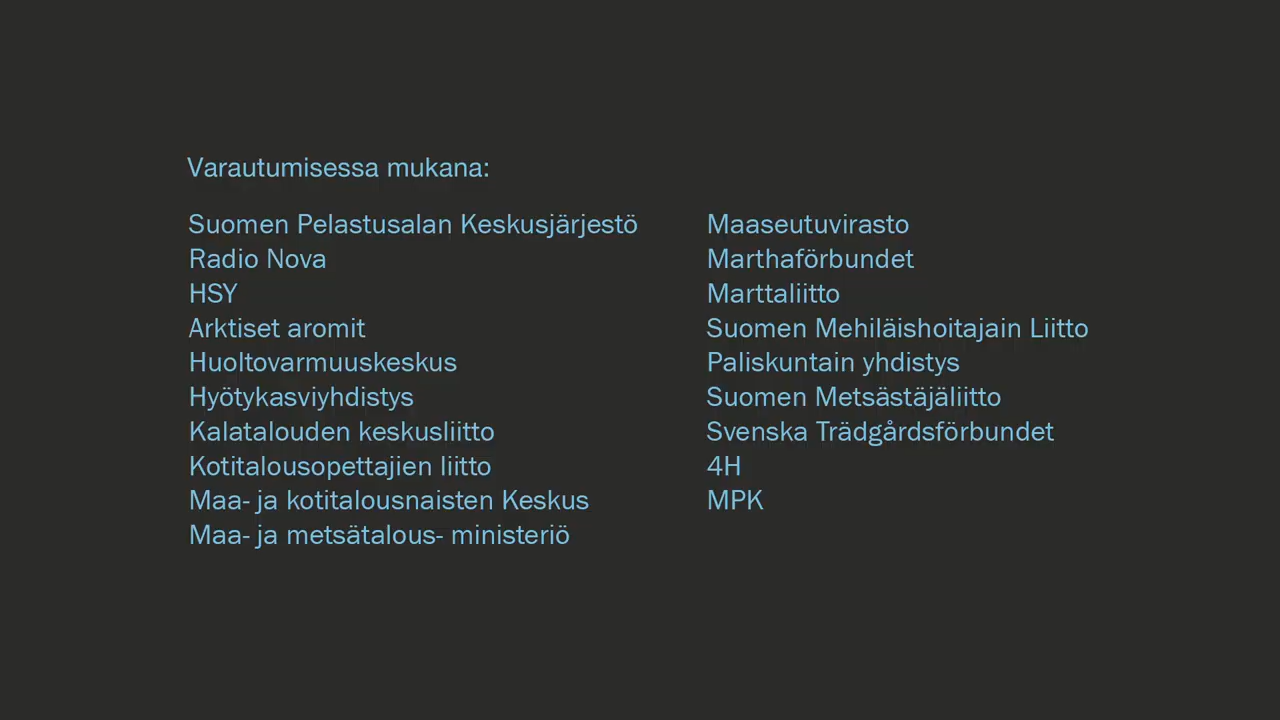 Varautumisessa mukana:
Suomen Pelastusalan Keskusjärjestö
Radio Nova
HSY
Arktiset aromit
Huoltovarmuuskeskus
Hyötykasviyhdistys
Kalatalouden keskusliitto
Kotitalousopettajien liitto
Maa- ja kotitalousnaisten Keskus
Maa- ja metsätalous- ministeriö
Maaseutuvirasto
Marthaförbundet
Marttaliitto
Suomen Mehiläishoitajain Liitto
Paliskuntain yhdistys
Suomen Metsästäjäliitto
Svenska Trädgårdsförbundet
4H
MPK